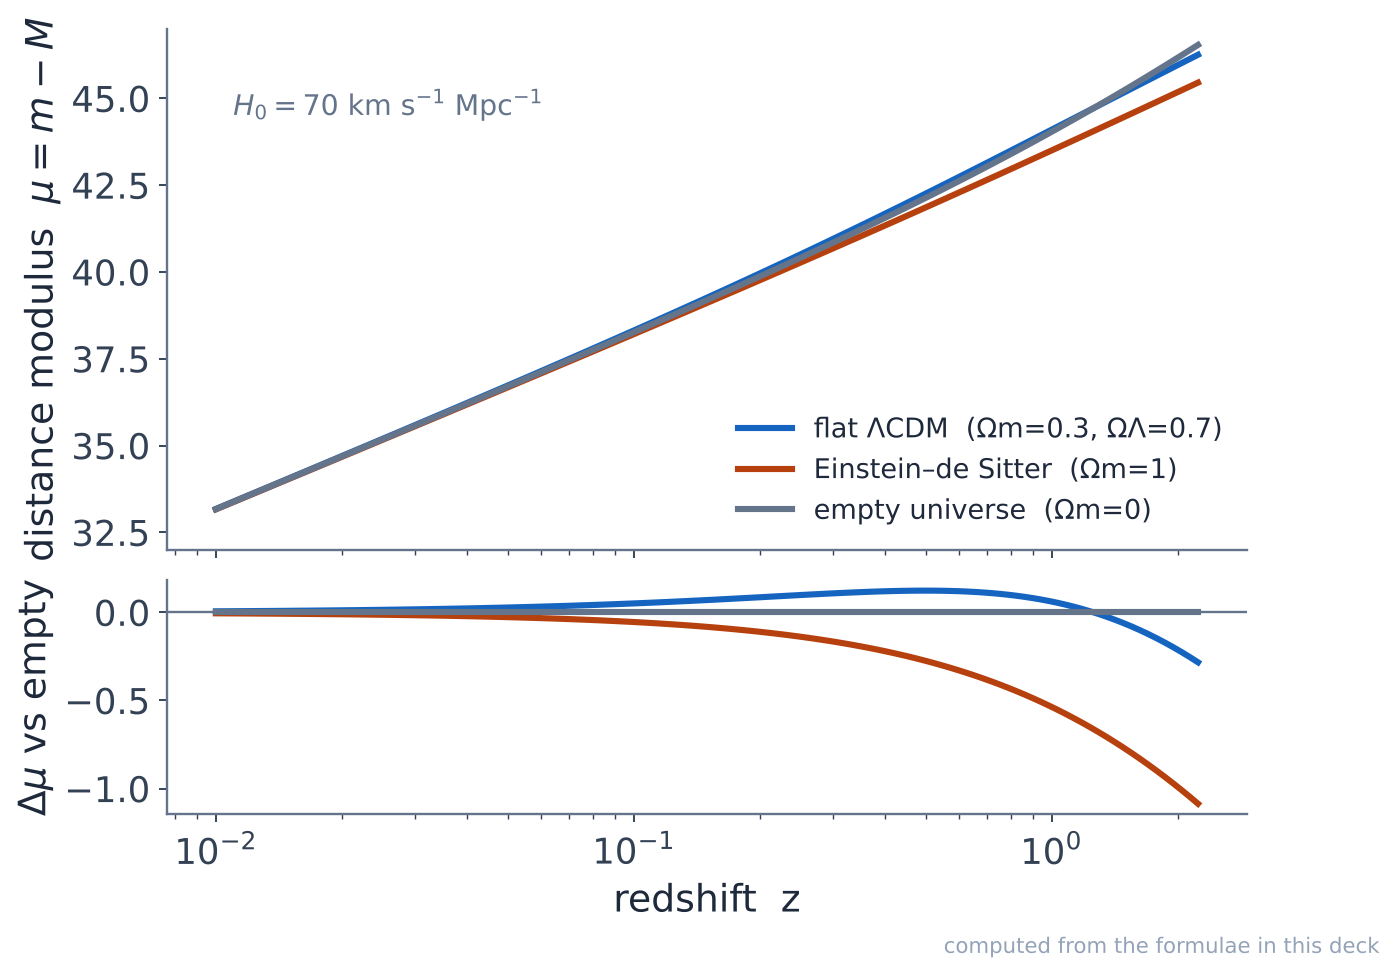 distance modulus μ = m − M
45.0
42.5
40.0
37.5
35.0
32.5
H₀ = 70 km s⁻¹ Mpc⁻¹
flat ΛCDM (Ωm=0.3, ΩΛ=0.7)
Einstein–de Sitter (Ωm=1)
empty universe (Ωm=0)
Δμ vs empty
0.0
−0.5
−1.0
10⁻² 10⁻¹ 10⁰
redshift z
computed from the formulae in this deck